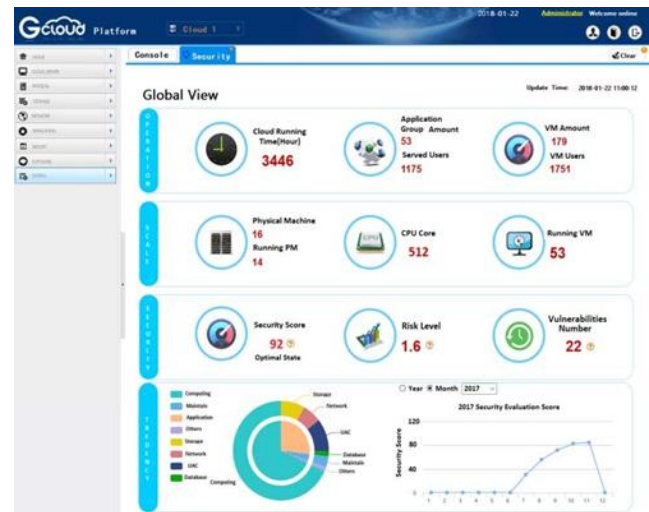 2018-01-22 Administrator Welcome online
Gcloud Platform Cloud 1
Console Security Clear
Global View
Update Time: 2018-01-22 11:00:12
OPERATION
Cloud Running
Time[Hour]
3446
Application
Group Amount
53
Served Users
1175
VM Amount
179
VM Users
1751
SCALE
Physical Machine
16
Running PM
14
CPU
CPU Core
512
Running VM
53
SECURITY
Security Score
92
Optimal State
Risk Level
1.6
Vulnerabilities
Number
22
TREDENCY
Computing
Maintain
Application
Others
Storage
Network
UAC
Database
Storage
Network
UAC
Database
Maintain
Others
Computing
Year Month 2017
2017 Security Evaluation Score
Security Score
120
80
40
0
1 2 3 4 5 6 7 8 9 10 11 12